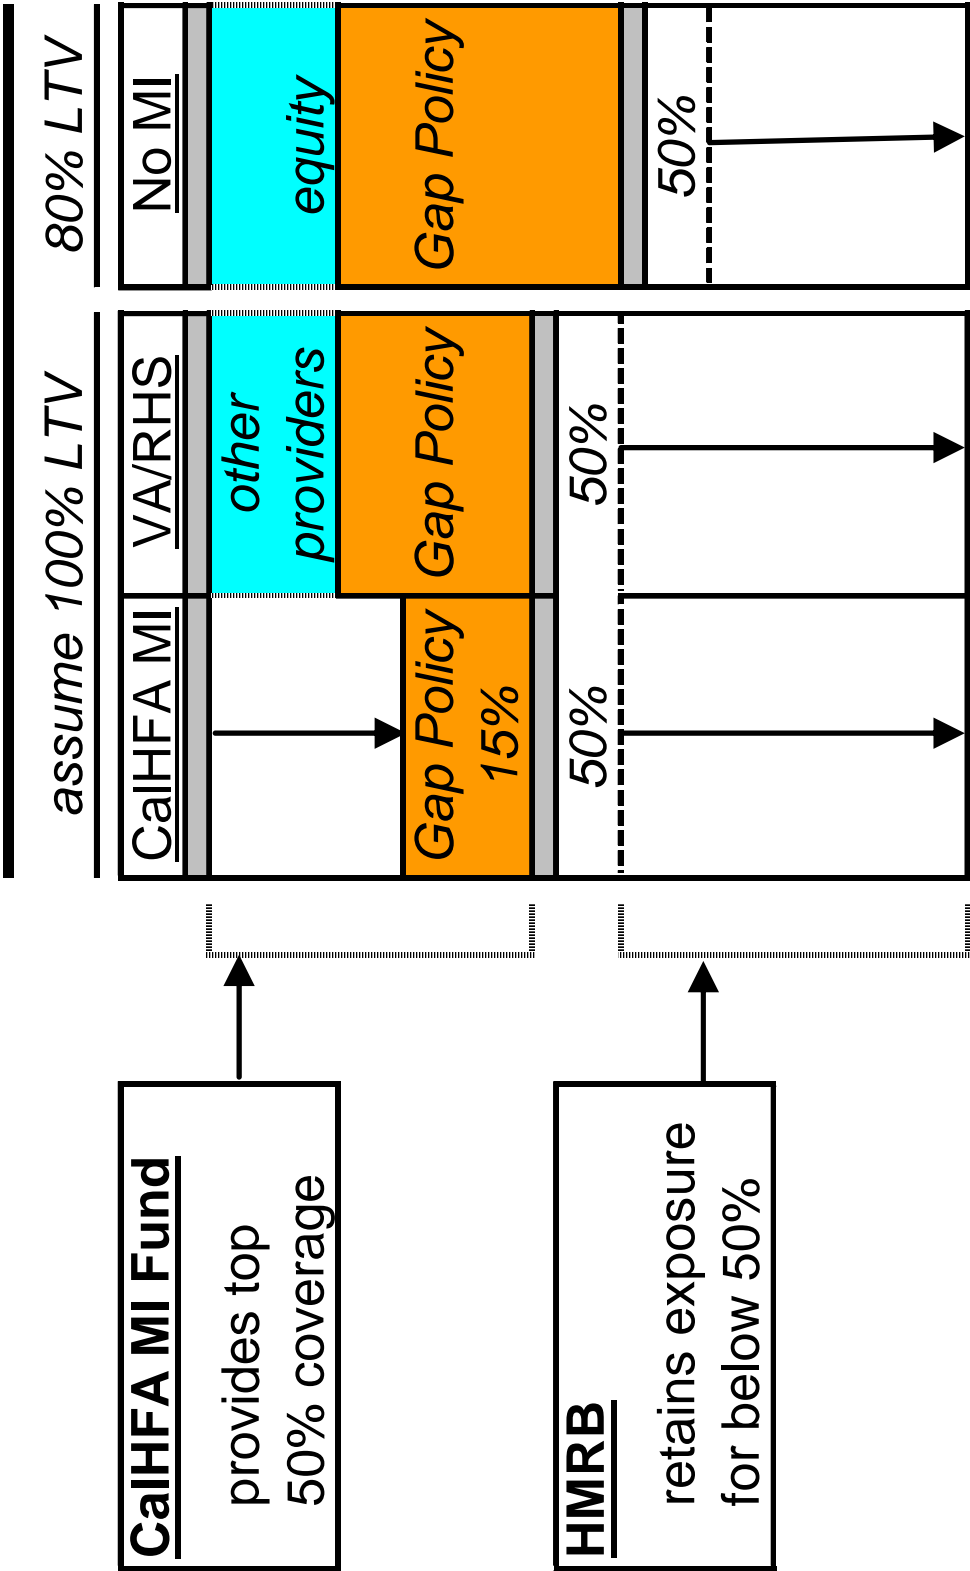 assume 100% LTV
80% LTV
CalHFA MI
VA/RHS
No MI
other
providers
equity
Gap Policy
15%
Gap Policy
Gap Policy
50%
50%
50%
CalHFA MI Fund
provides top
50% coverage
HMRB
retains exposure
for below 50%